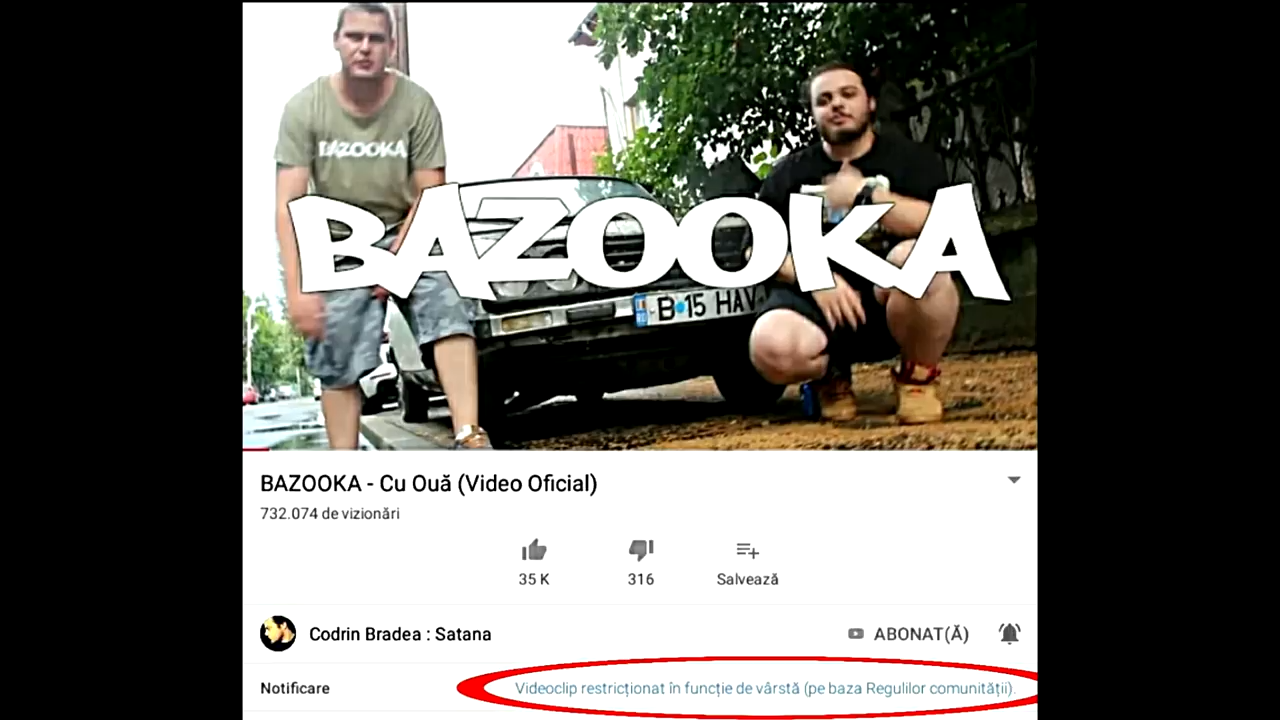 BAZOOKA
BAZOOKA
B 15 HAV
BAZOOKA - Cu Ouă (Video Oficial)
732.074 de vizionări
35 K
316
Salvează
Codrin Bradea : Satana
ABONAT(Ă)
Notificare
Videoclip restricționat în funcție de vârstă (pe baza Regulilor comunității).